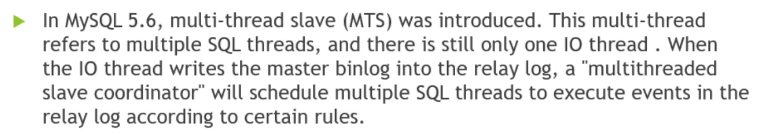 In MySQL 5.6, multi-thread slave (MTS) was introduced. This multi-thread
refers to multiple SQL threads, and there is still only one IO thread . When
the IO thread writes the master binlog into the relay log, a "multithreaded
slave coordinator" will schedule multiple SQL threads to execute events in the
relay log according to certain rules.